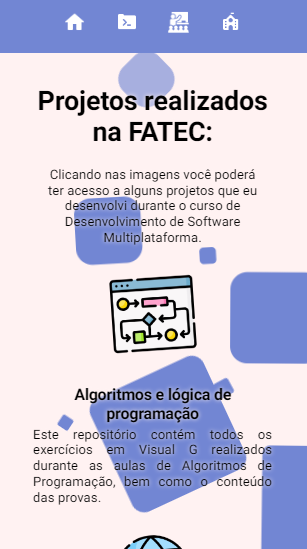 Projetos realizados
na FATEC:
Clicando nas imagens você poderá
ter acesso a alguns projetos que eu
desenvolvi durante o curso de
Desenvolvimento de Software
Multiplataforma.
Algoritmos e lógica de
programação
Este repositório contém todos os
exercícios em Visual G realizados
durante as aulas de Algoritmos de
Programação, bem como o conteúdo
das provas.